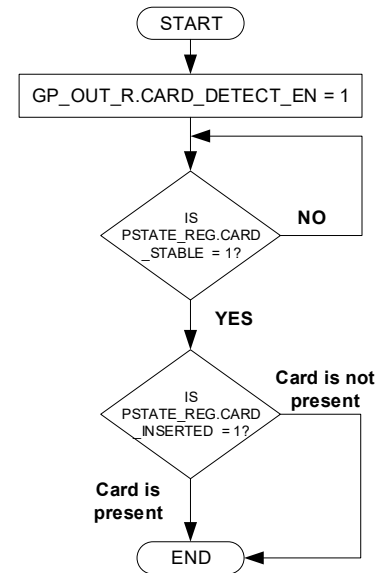 START
GP_OUT_R.CARD_DETECT_EN = 1
IS
PSTATE_REG.CARD
_STABLE = 1?
NO
YES
IS
PSTATE_REG.CARD
_INSERTED = 1?
Card is not
present
Card is
present
END